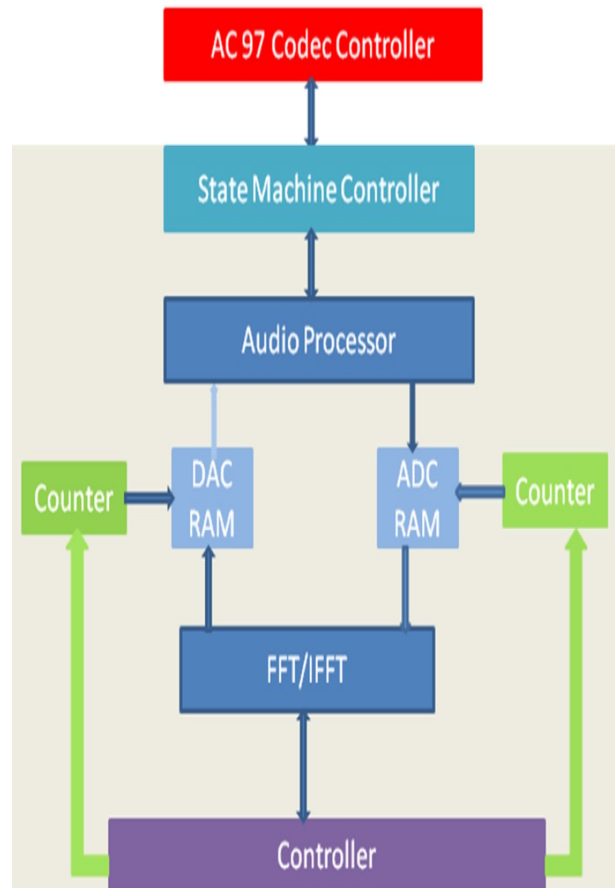 AC 97 Codec Controller
State Machine Controller
Audio Processor
DAC
RAM
ADC
RAM
Counter
Counter
FFT/IFFT
Controller